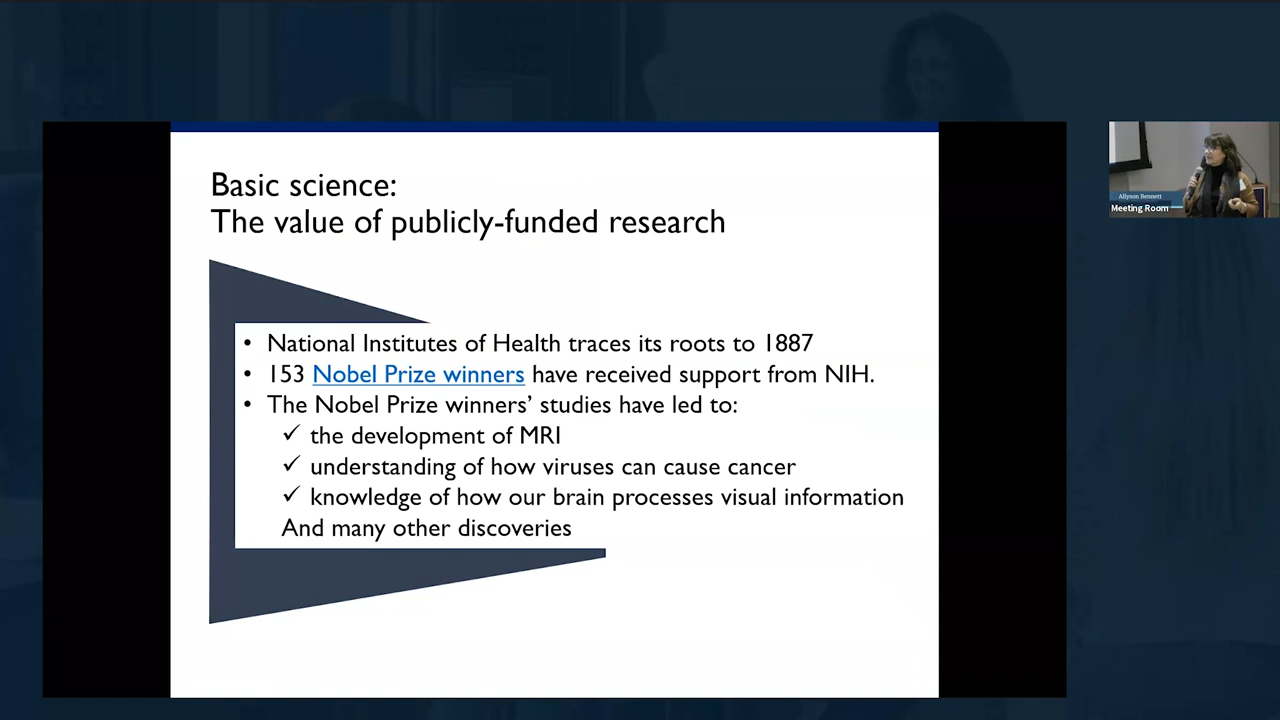 Basic science:
The value of publicly-funded research
• National Institutes of Health traces its roots to 1887
• 153 Nobel Prize winners have received support from NIH.
• The Nobel Prize winners’ studies have led to:
✓ the development of MRI
✓ understanding of how viruses can cause cancer
✓ knowledge of how our brain processes visual information
And many other discoveries
Allyson Bennett
Meeting Room